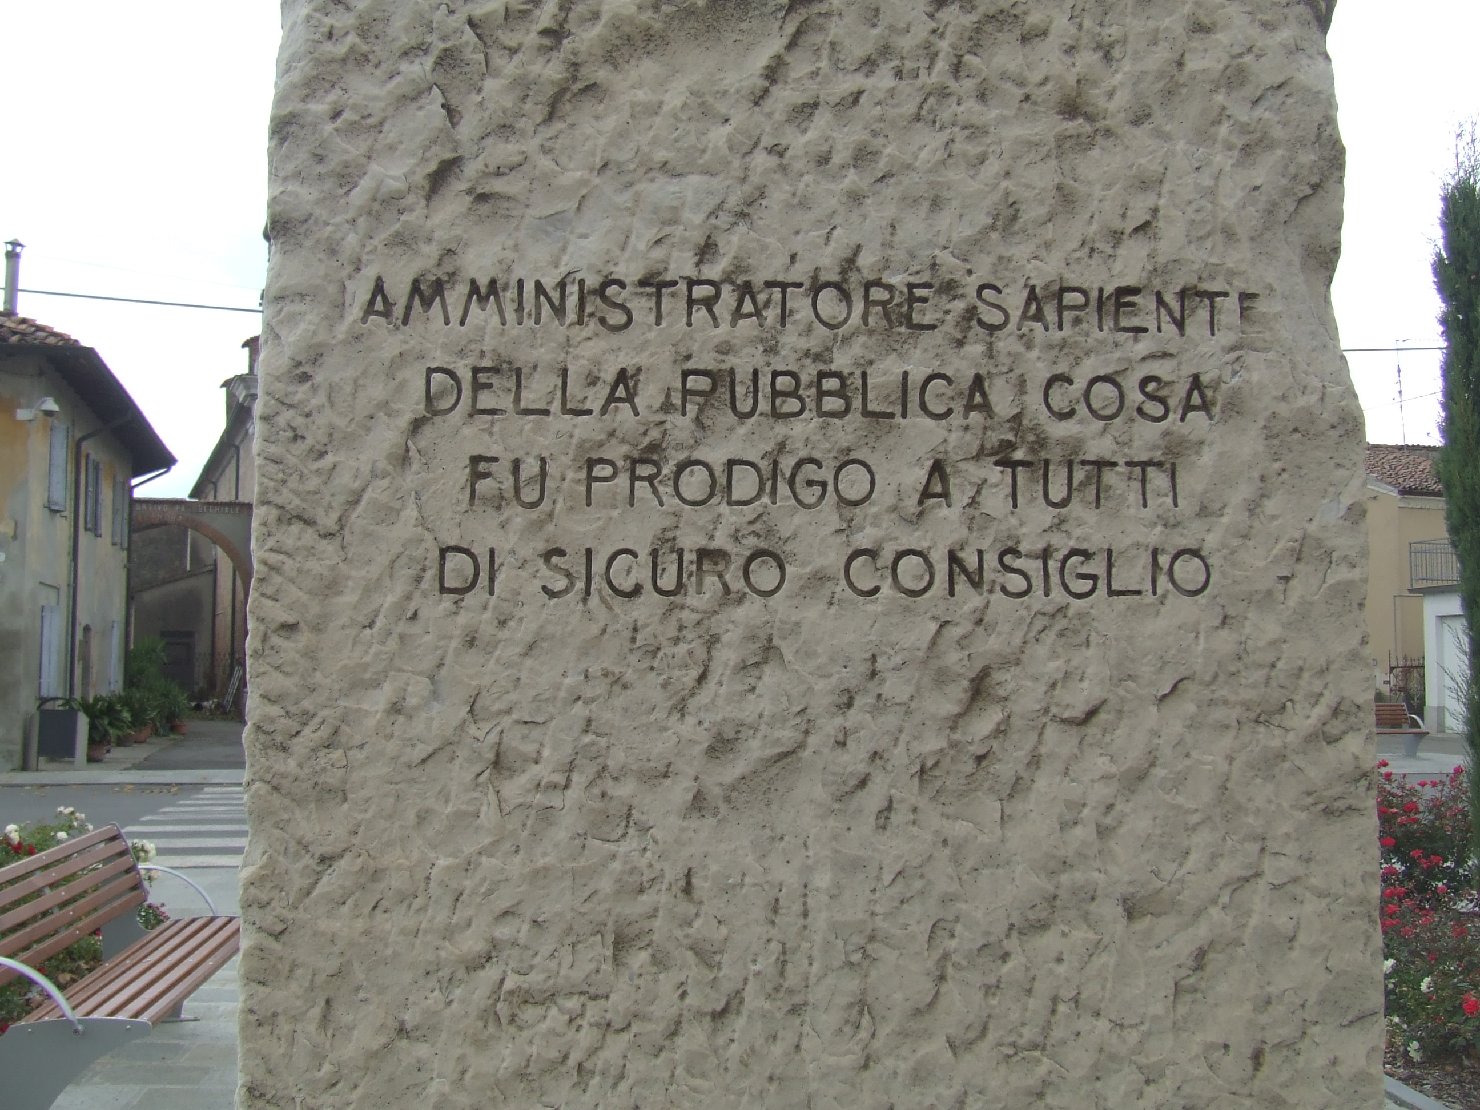 AMMINISTRATORE SAPIENTE
DELLA PUBBLICA COSA
FU PRODIGO A TUTTI
DI SICURO CONSIGLIO